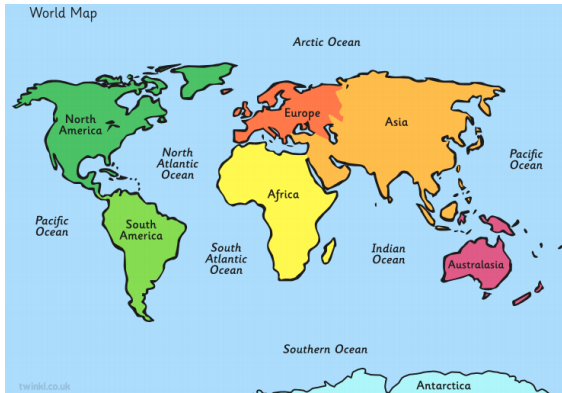 World Map
Arctic Ocean
North
America
Europe
Asia
North
Atlantic
Ocean
Pacific
Ocean
Africa
Pacific
Ocean
South
America
South
Atlantic
Ocean
Indian
Ocean
Australasia
Southern Ocean
Antarctica
twinkl.co.uk